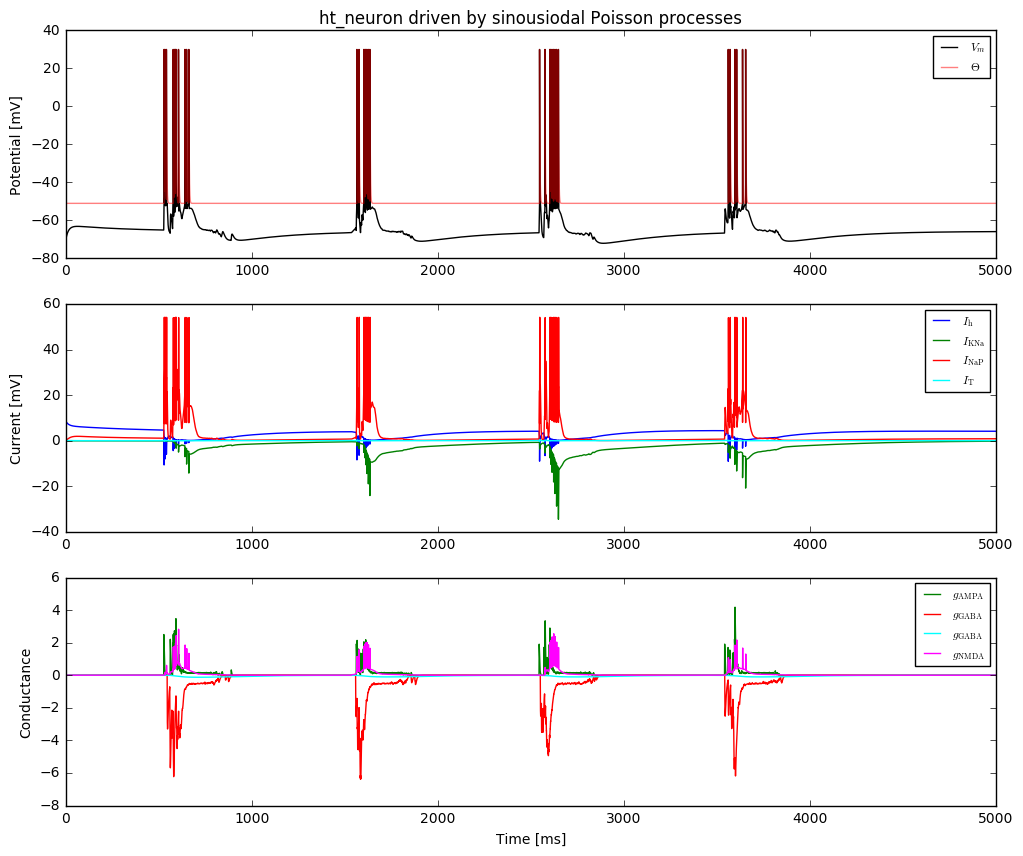 ht_neuron driven by sinousiodal Poisson processes
40
20
0
−20
−40
−60
−80
Potential [mV]
V_m
Θ
0 1000 2000 3000 4000 5000
60
40
20
0
−20
−40
Current [mV]
I_h
I_KNa
I_NaP
I_T
0 1000 2000 3000 4000 5000
6
4
2
0
−2
−4
−6
−8
Conductance
g_AMPA
g_GABA
g_GABA
g_NMDA
0 1000 2000 3000 4000 5000
Time [ms]